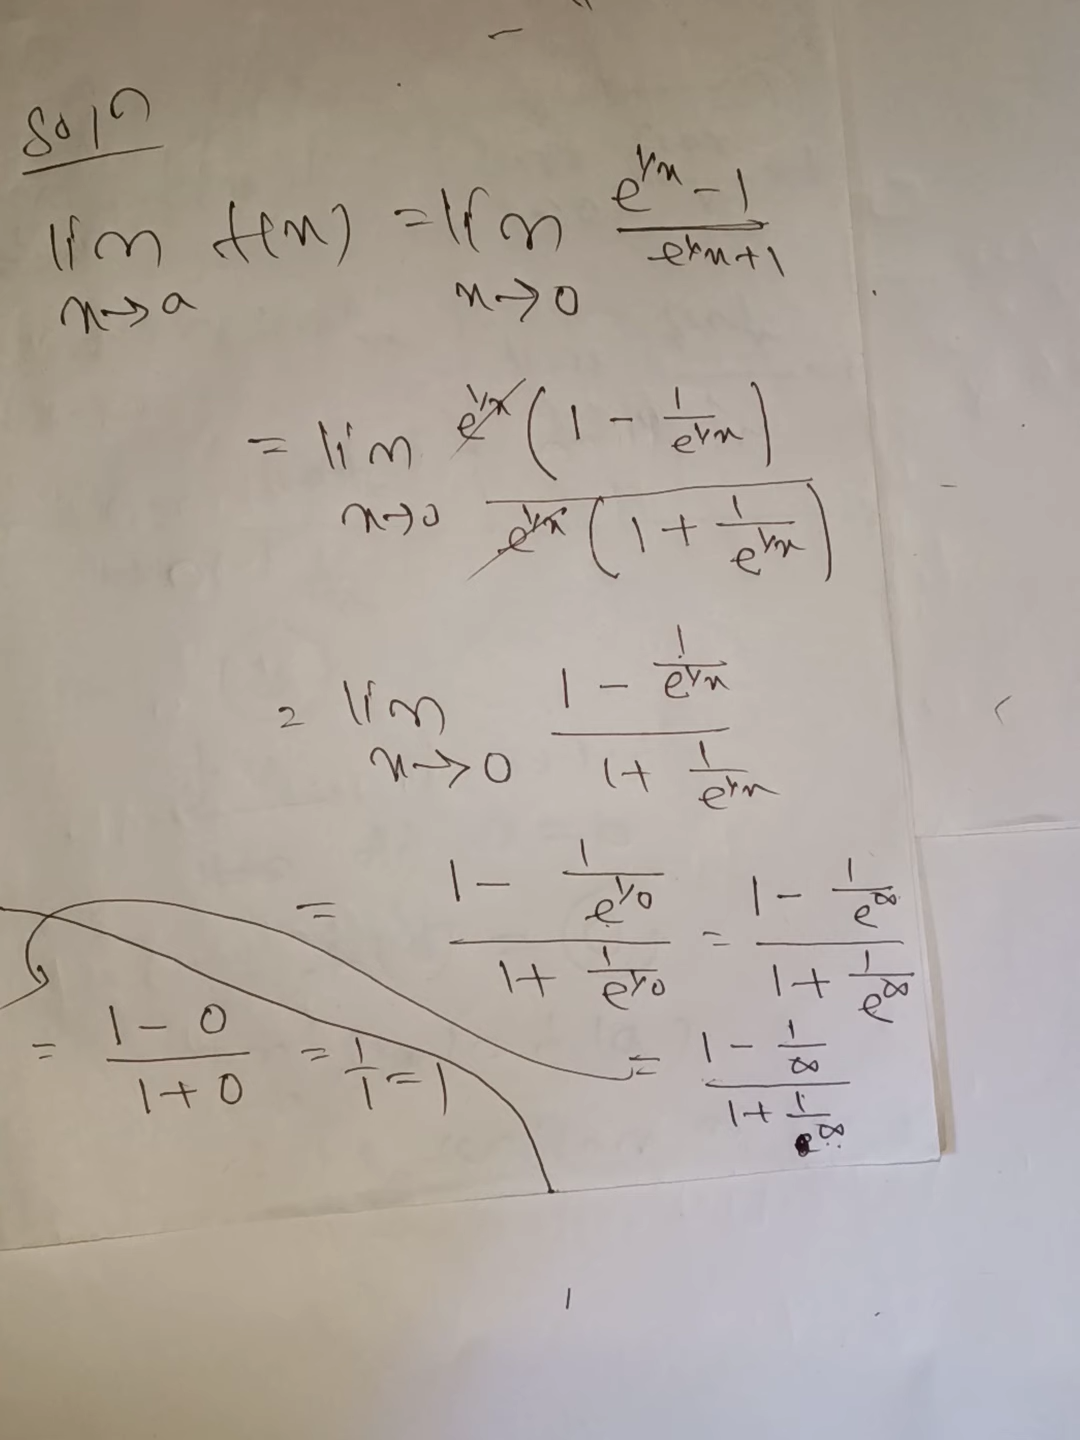 Soln
lim f(x) = lim e^1/x - 1 / e^1/x + 1
x→a x→0
= lim e^1/x (1 - 1/e^1/x) / e^1/x (1 + 1/e^1/x)
x→0
= lim 1 - 1/e^1/x / 1 + 1/e^1/x
x→0
= 1 - 1/e^1/0 / 1 + 1/e^1/0 = 1 - 1/e^∞ / 1 + 1/e^∞
= 1 - 1/∞ / 1 + 1/∞
= 1 - 0 / 1 + 0 = 1/1 = 1